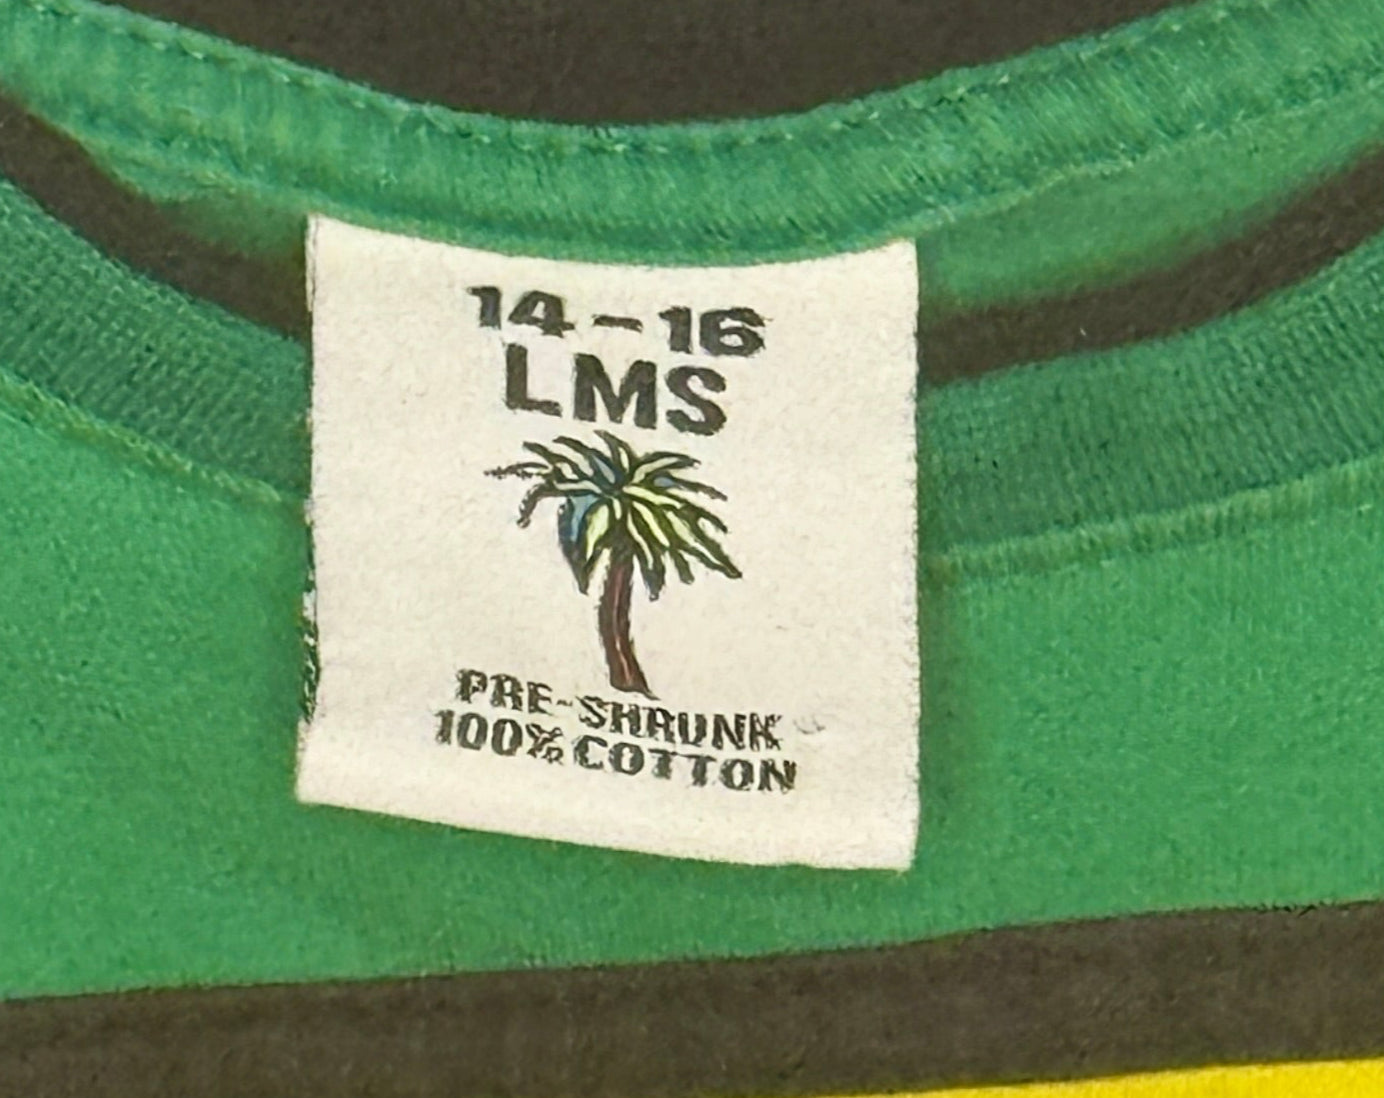 14-16
LMS
PRE-SHRUNK
100% COTTON